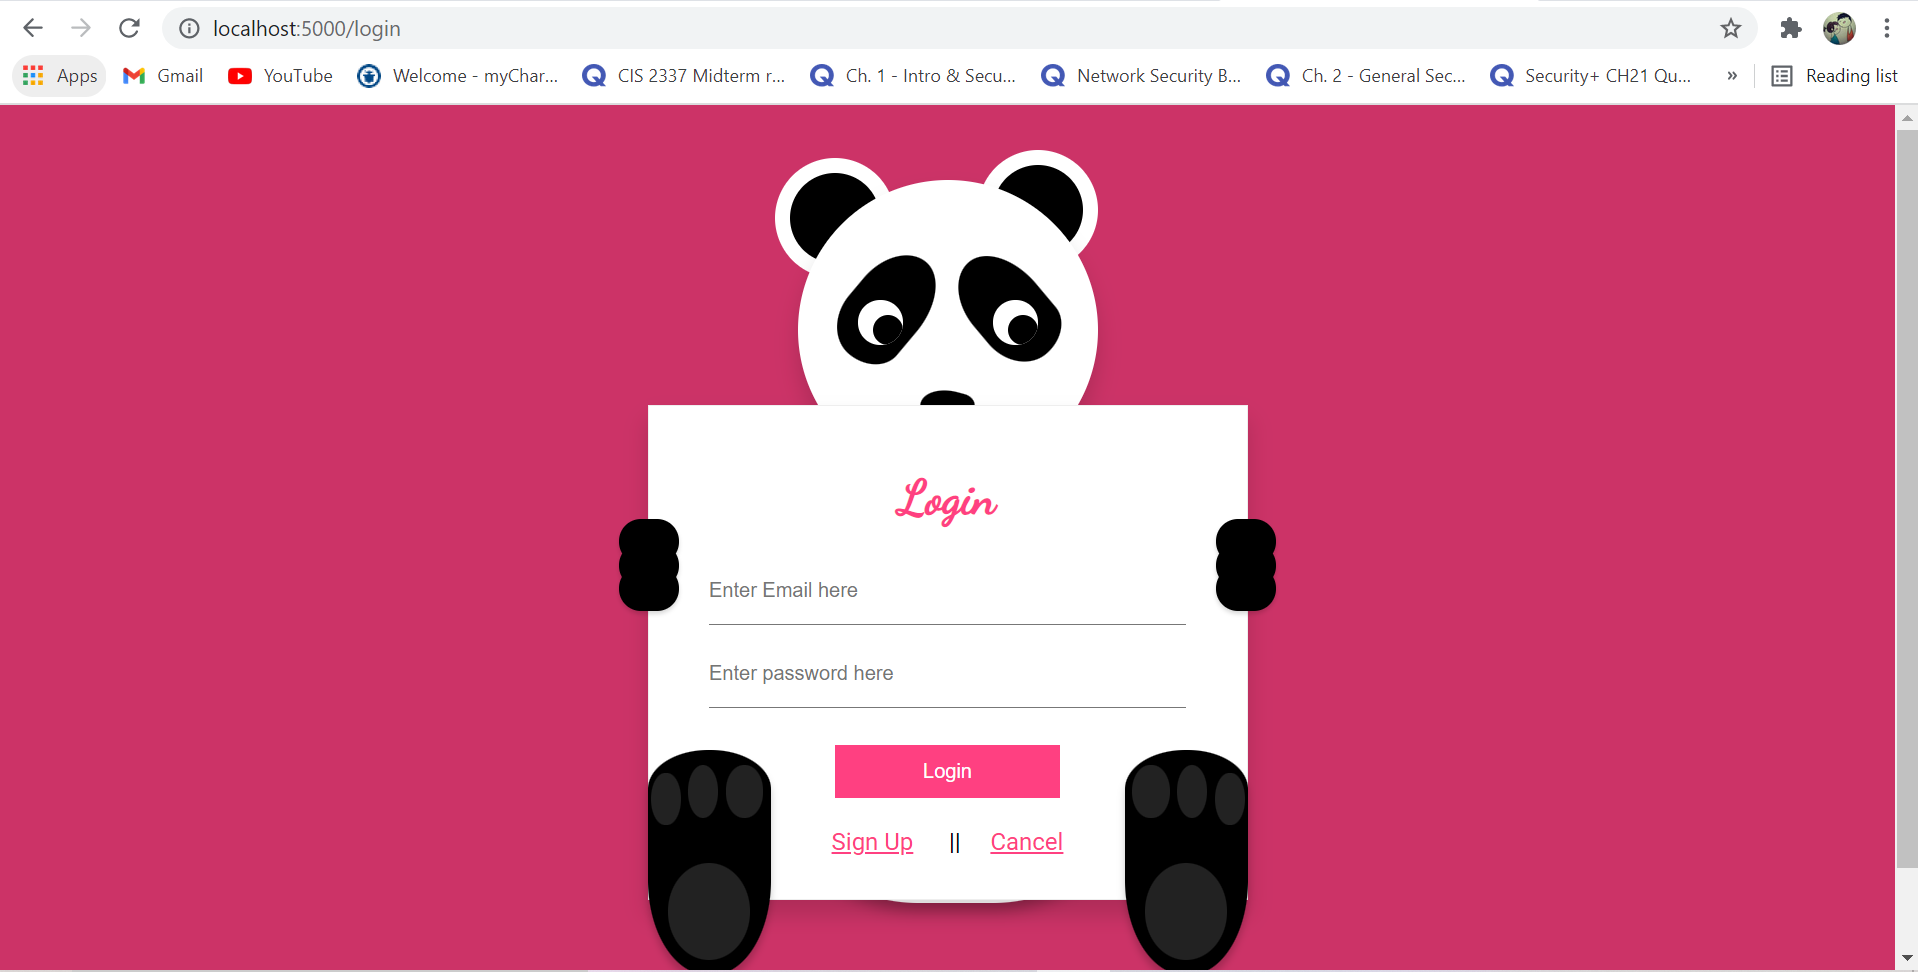 localhost:5000/login
Apps Gmail YouTube Welcome - myChar... CIS 2337 Midterm r... Ch. 1 - Intro & Secu... Network Security B... Ch. 2 - General Sec... Security+ CH21 Qu... » Reading list
Login
Enter Email here
Enter password here
Login
Sign Up || Cancel